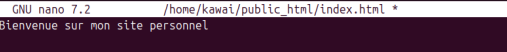 GNU nano 7.2 /home/kawai/public_html/index.html *
Bienvenue sur mon site personnel